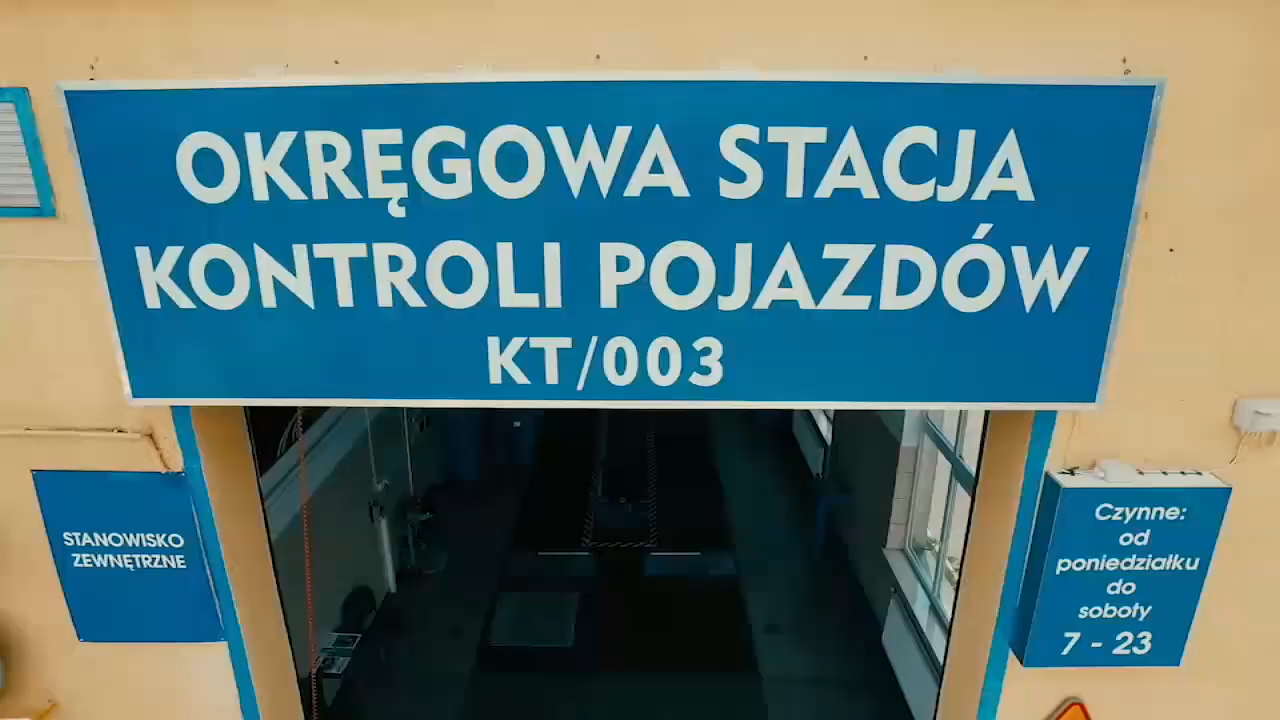 OKRĘGOWA STACJA
KONTROLI POJAZDÓW
KT/003
STANOWISKO
ZEWNĘTRZNE
Czynne:
od
poniedziałku
do
soboty
7 - 23